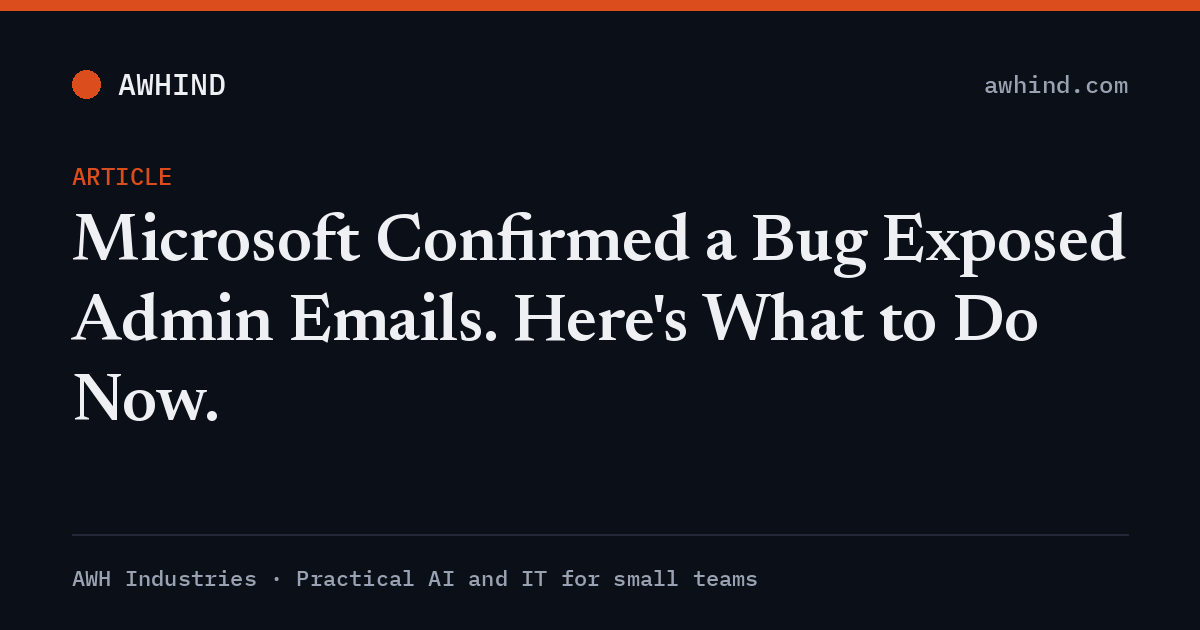 AWHIND
awhind.com
ARTICLE
Microsoft Confirmed a Bug Exposed
Admin Emails. Here's What to Do
Now.
AWH Industries · Practical AI and IT for small teams